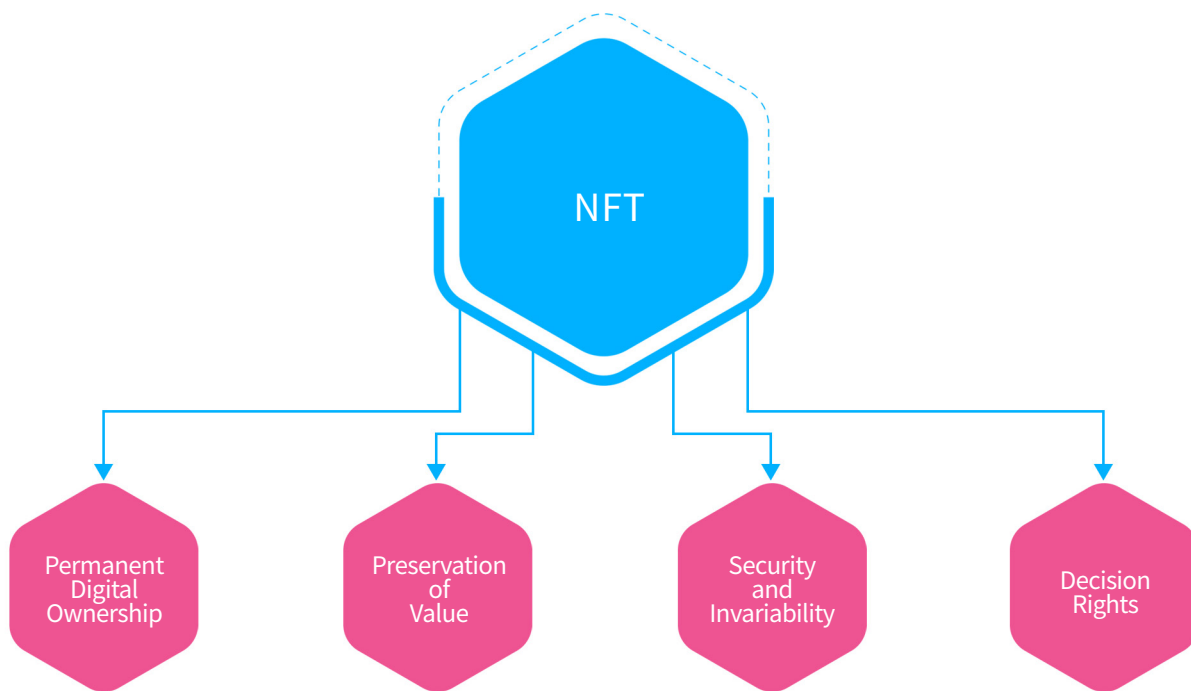 NFT
Permanent
Digital
Ownership
Preservation
of
Value
Security
and
Invariability
Decision
Rights